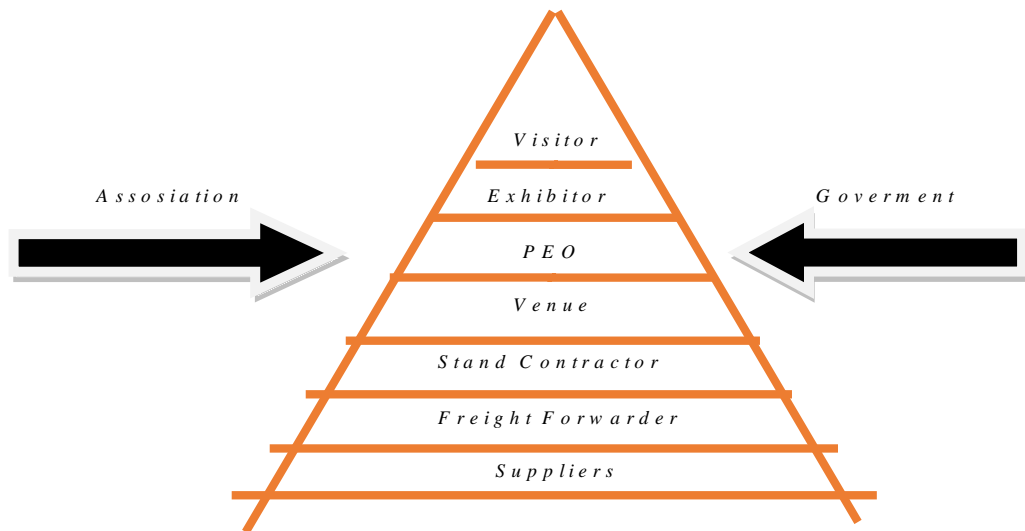 Visitor
Assosiation
Exhibitor
Goverment
PEO
Venue
Stand Contractor
Freight Forwarder
Suppliers